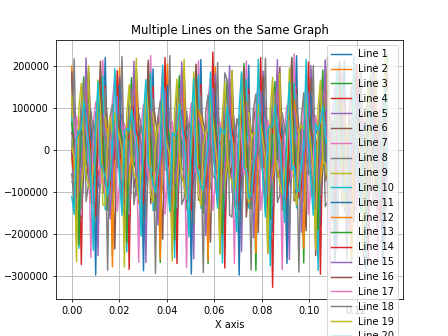 Multiple Lines on the Same Graph
200000
100000
0
−100000
−200000
−300000
0.00
0.02
0.04
0.06
0.08
0.10
X axis
Line 1
Line 2
Line 3
Line 4
Line 5
Line 6
Line 7
Line 8
Line 9
Line 10
Line 11
Line 12
Line 13
Line 14
Line 15
Line 16
Line 17
Line 18
Line 19
Line 20